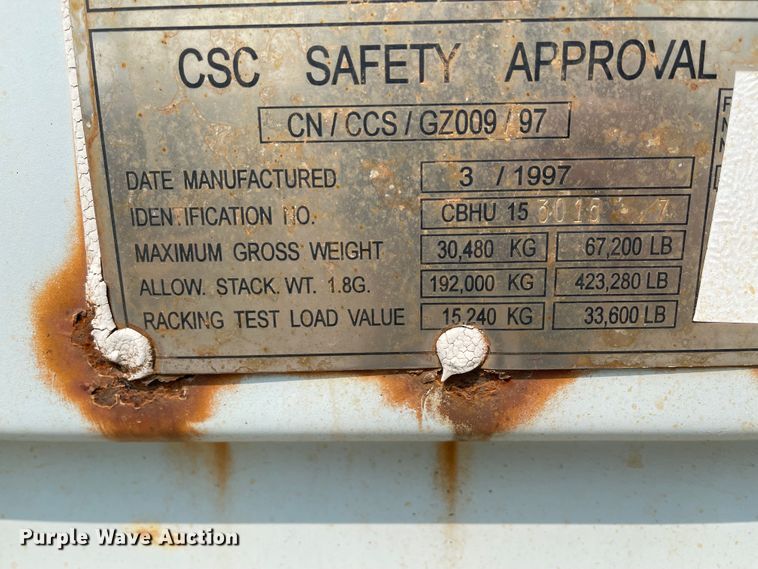 CSC SAFETY APPROVAL
CN / CCS / GZ009 / 97
DATE MANUFACTURED 3 / 1997
IDENTIFICATION NO. CBHU 15
MAXIMUM GROSS WEIGHT 30,480 KG 67,200 LB
ALLOW. STACK. WT. 1.8G. 192,000 KG 423,280 LB
RACKING TEST LOAD VALUE 15,240 KG 33,600 LB
Purple Wave Auction